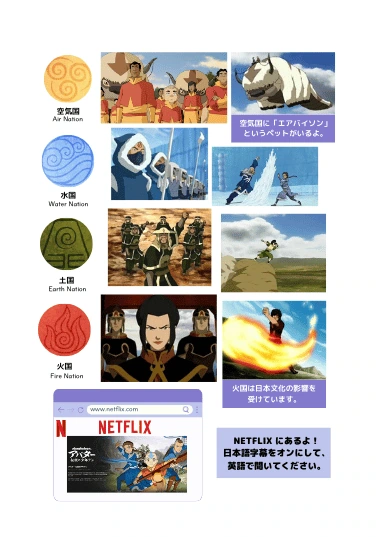 空気国
Air Nation
空気国に「エアバイソン」
というペットがいるよ。
水国
Water Nation
土国
Earth Nation
火国
Fire Nation
火国は日本文化の影響を
受けています。
www.netflix.com
N
NETFLIX
アバター
NETFLIX にあるよ!
日本語字幕をオンにして、
英語で聞いてください。